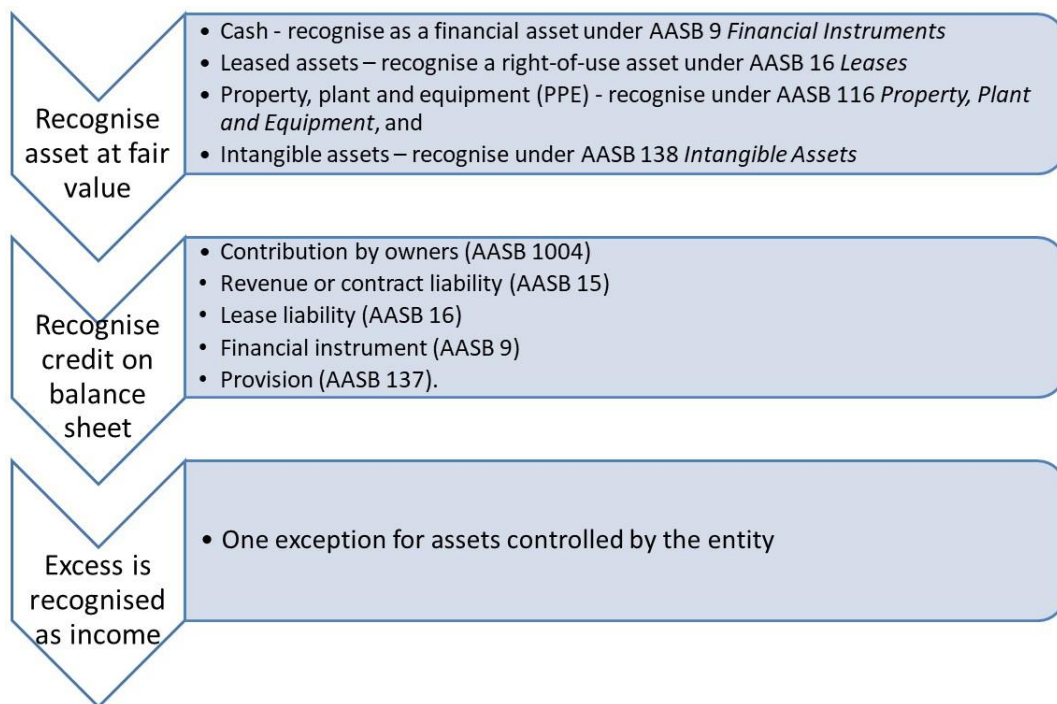 Recognise
asset at fair
value
• Cash - recognise as a financial asset under AASB 9 Financial Instruments
• Leased assets – recognise a right-of-use asset under AASB 16 Leases
• Property, plant and equipment (PPE) - recognise under AASB 116 Property, Plant
and Equipment, and
• Intangible assets – recognise under AASB 138 Intangible Assets
Recognise
credit on
balance
sheet
• Contribution by owners (AASB 1004)
• Revenue or contract liability (AASB 15)
• Lease liability (AASB 16)
• Financial instrument (AASB 9)
• Provision (AASB 137).
Excess is
recognised
as income
• One exception for assets controlled by the entity